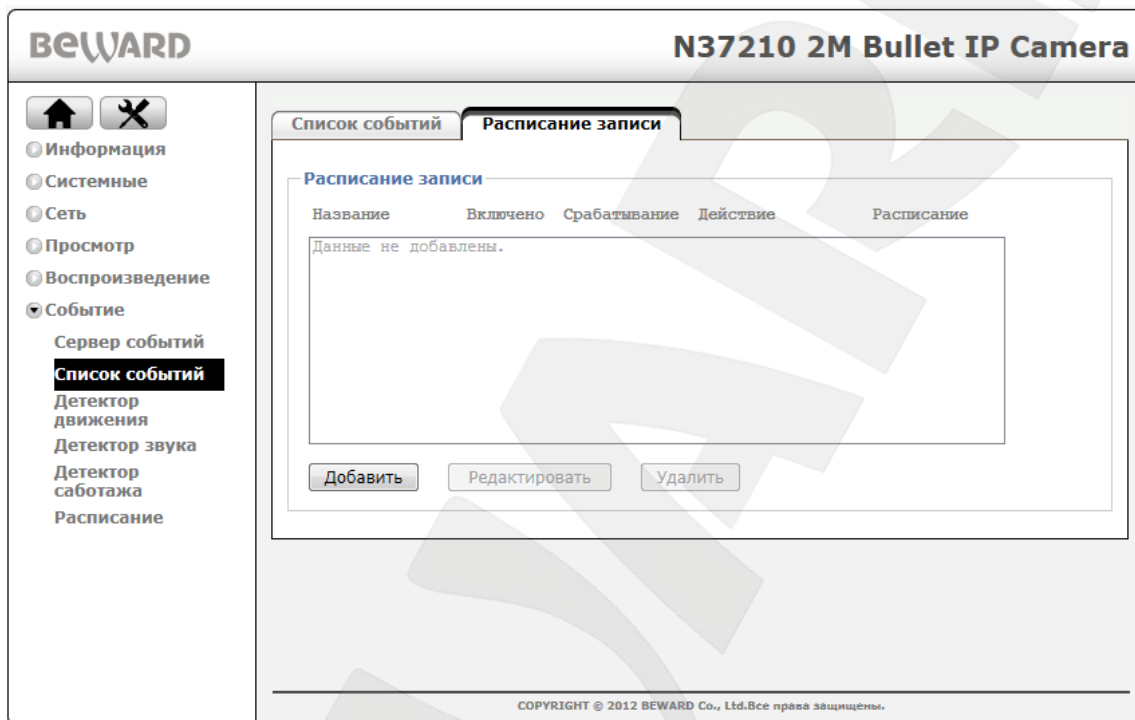 BEWARD
N37210 2M Bullet IP Camera
Информация
Системные
Сеть
Просмотр
Воспроизведение
Событие
Сервер событий
Список событий
Детектор
движения
Детектор звука
Детектор
саботажа
Расписание
Список событий Расписание записи
Расписание записи
Название Включено Срабатывание Действие Расписание
Данные не добавлены.
Добавить Редактировать Удалить
COPYRIGHT © 2012 BEWARD Co., Ltd.Все права защищены.